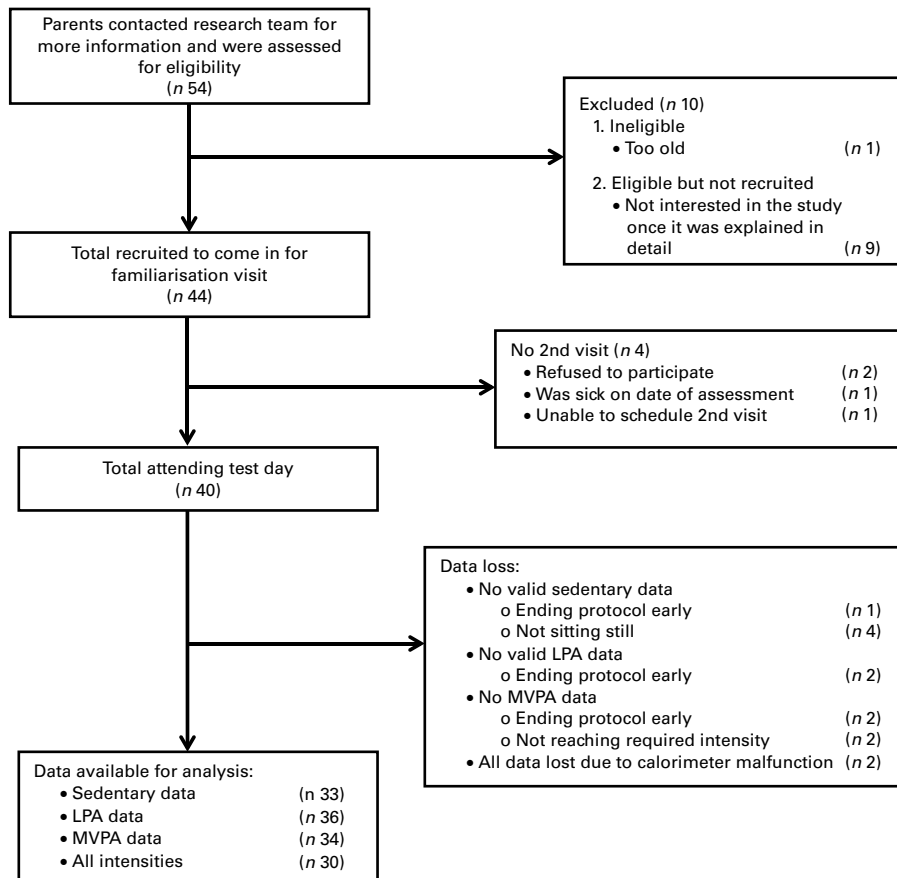 Parents contacted research team for
more information and were assessed
for eligibility
(n 54)
Excluded (n 10)
1. Ineligible
• Too old (n 1)
2. Eligible but not recruited
• Not interested in the study
once it was explained in
detail (n 9)
Total recruited to come in for
familiarisation visit
(n 44)
No 2nd visit (n 4)
• Refused to participate (n 2)
• Was sick on date of assessment (n 1)
• Unable to schedule 2nd visit (n 1)
Total attending test day
(n 40)
Data loss:
• No valid sedentary data
o Ending protocol early (n 1)
o Not sitting still (n 4)
• No valid LPA data
o Ending protocol early (n 2)
• No MVPA data
o Ending protocol early (n 2)
o Not reaching required intensity (n 2)
• All data lost due to calorimeter malfunction (n 2)
Data available for analysis:
• Sedentary data (n 33)
• LPA data (n 36)
• MVPA data (n 34)
• All intensities (n 30)